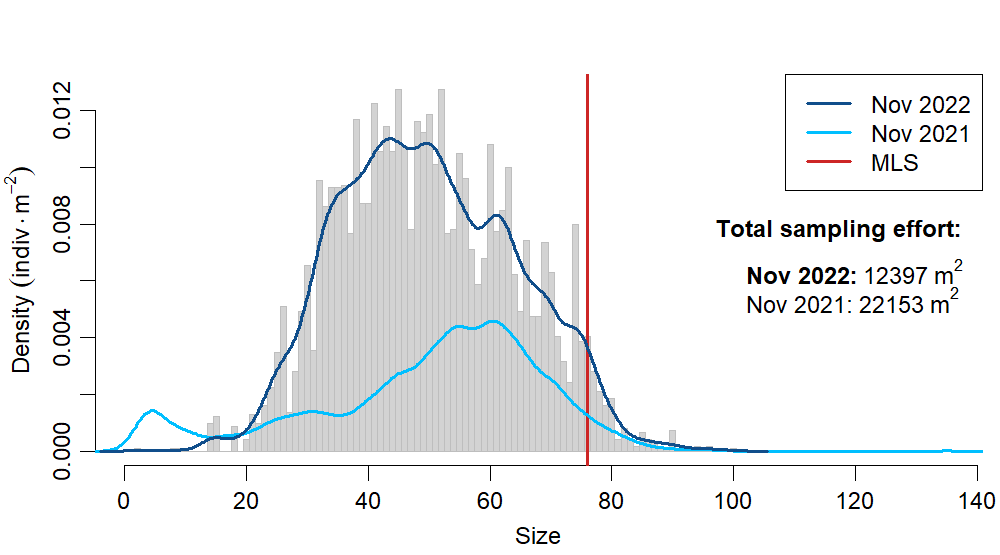 Nov 2022
Nov 2021
MLS
Total sampling effort:
Nov 2022: 12397 m²
Nov 2021: 22153 m²
Density (indiv · m⁻²)
0.012
0.008
0.004
0.000
0 20 40 60 80 100 120 140
Size